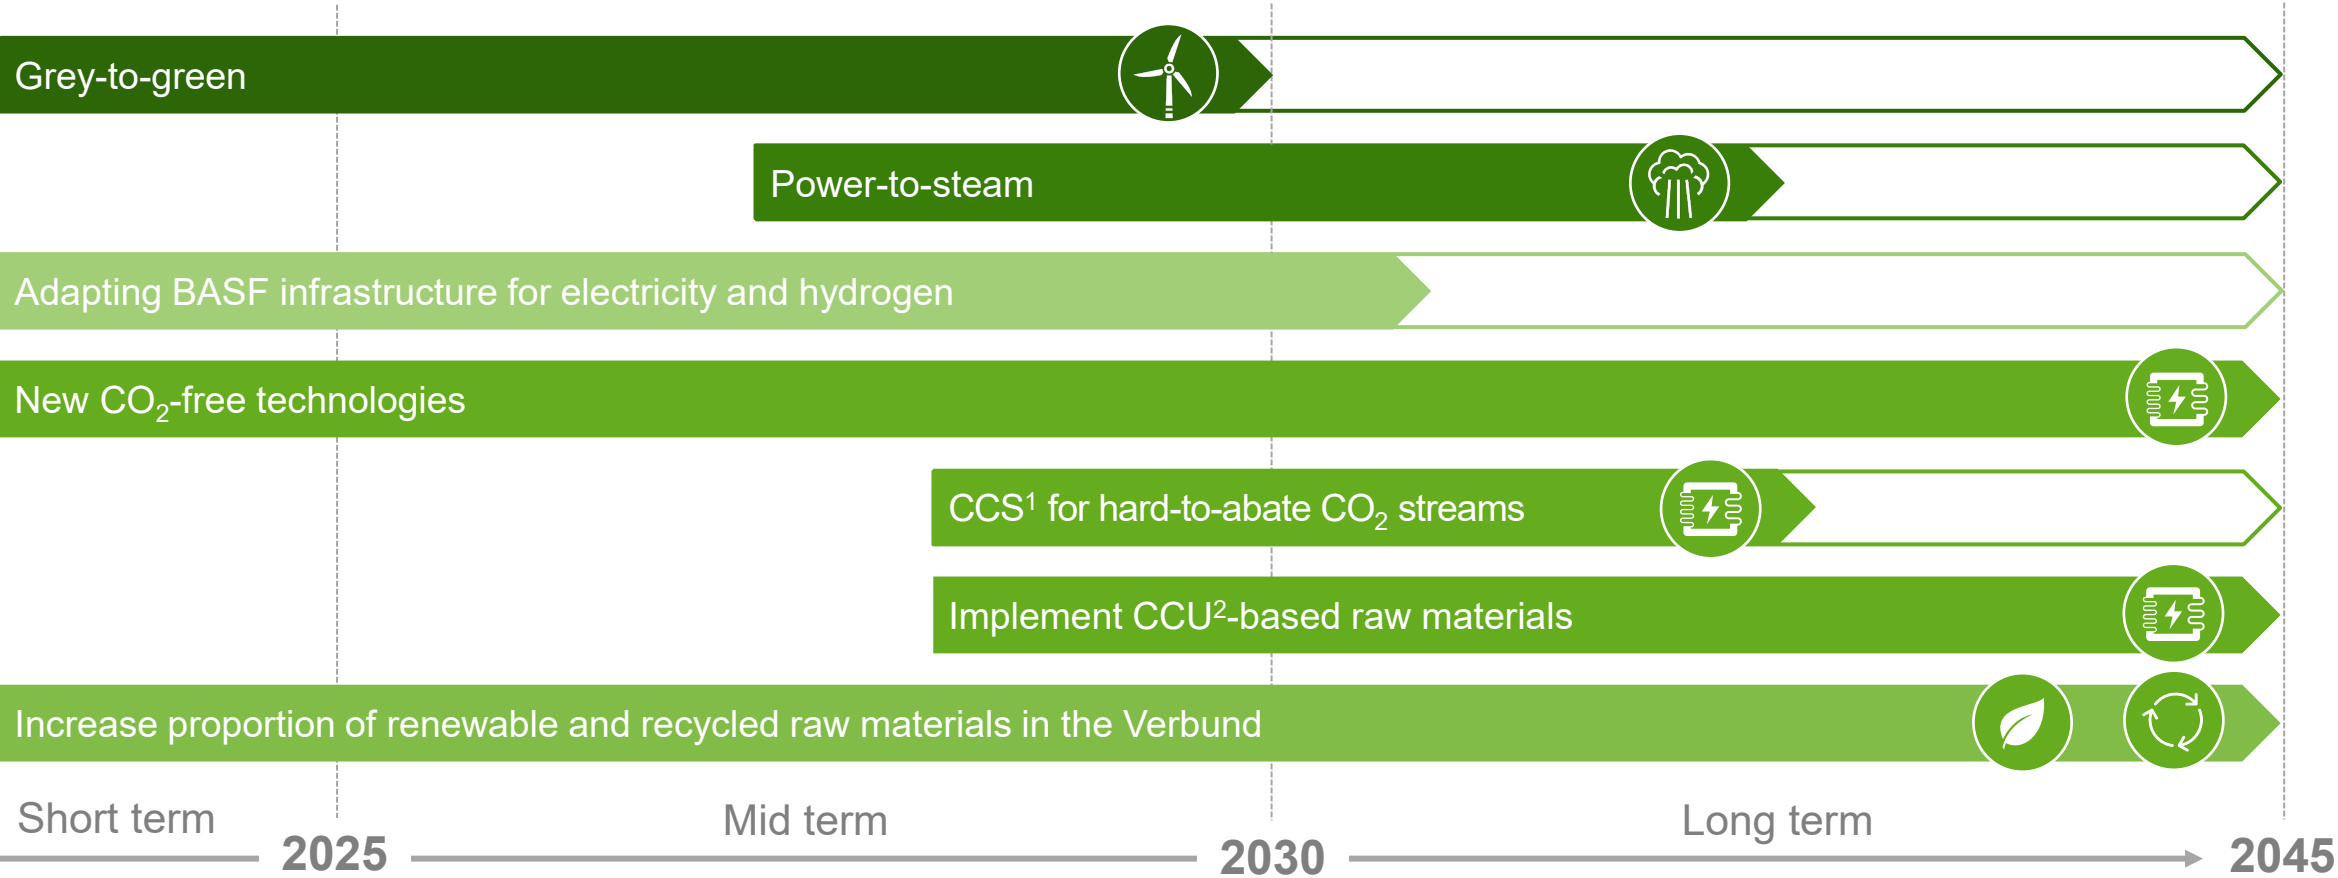 Grey-to-green
Power-to-steam
Adapting BASF infrastructure for electricity and hydrogen
New CO₂-free technologies
CCS¹ for hard-to-abate CO₂ streams
Implement CCU²-based raw materials
Increase proportion of renewable and recycled raw materials in the Verbund
Short term
Mid term
Long term
2025
2030
2045